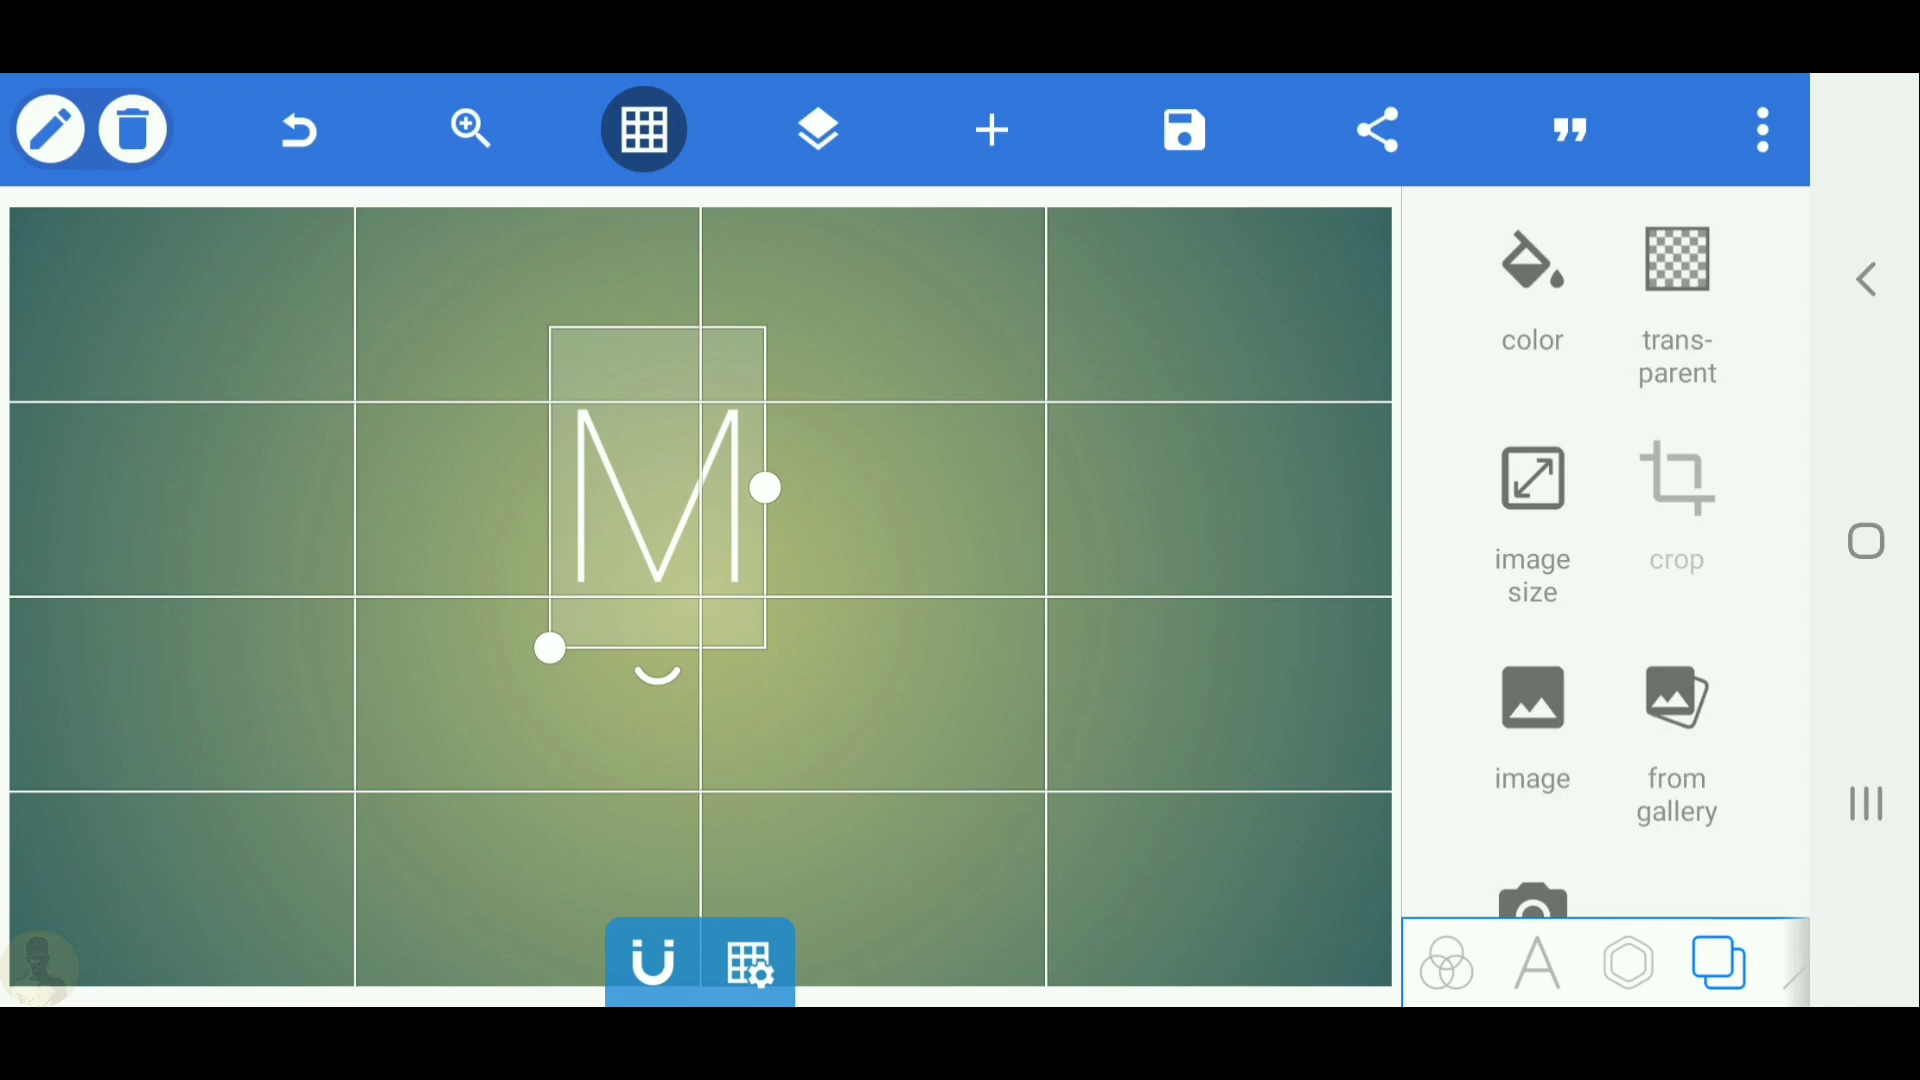 M
color
trans-
parent
image
size
crop
image
from
gallery